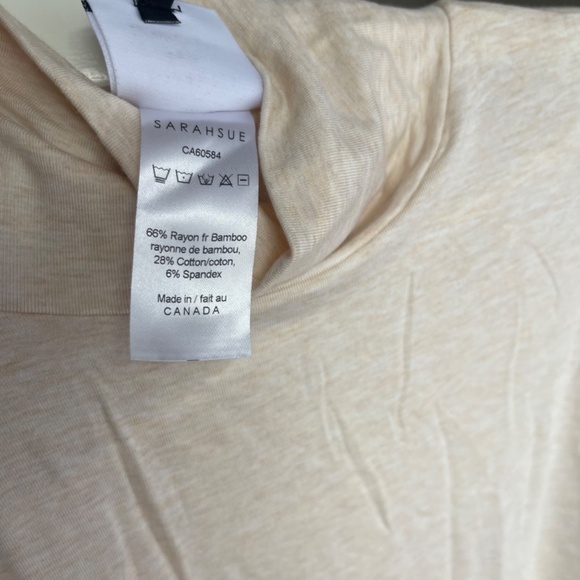 SARAHSUE
CA60584
66% Rayon fr Bamboo
rayonne de bambou,
28% Cotton/coton,
6% Spandex
Made in / fait au
CANADA